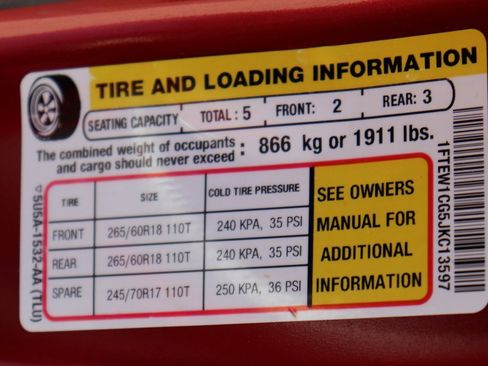 TIRE AND LOADING INFORMATION
SEATING CAPACITY TOTAL : 5 FRONT: 2 REAR: 3
The combined weight of occupants
and cargo should never exceed : 866 kg or 1911 lbs.
TIRE SIZE COLD TIRE PRESSURE
FRONT 265/60R18 110T 240 KPA, 35 PSI
REAR 265/60R18 110T 240 KPA, 35 PSI
SPARE 245/70R17 110T 250 KPA, 36 PSI
SEE OWNERS
MANUAL FOR
ADDITIONAL
INFORMATION
5U5A-1532-AA (TLU)
1FTEW1CG5JKC13597